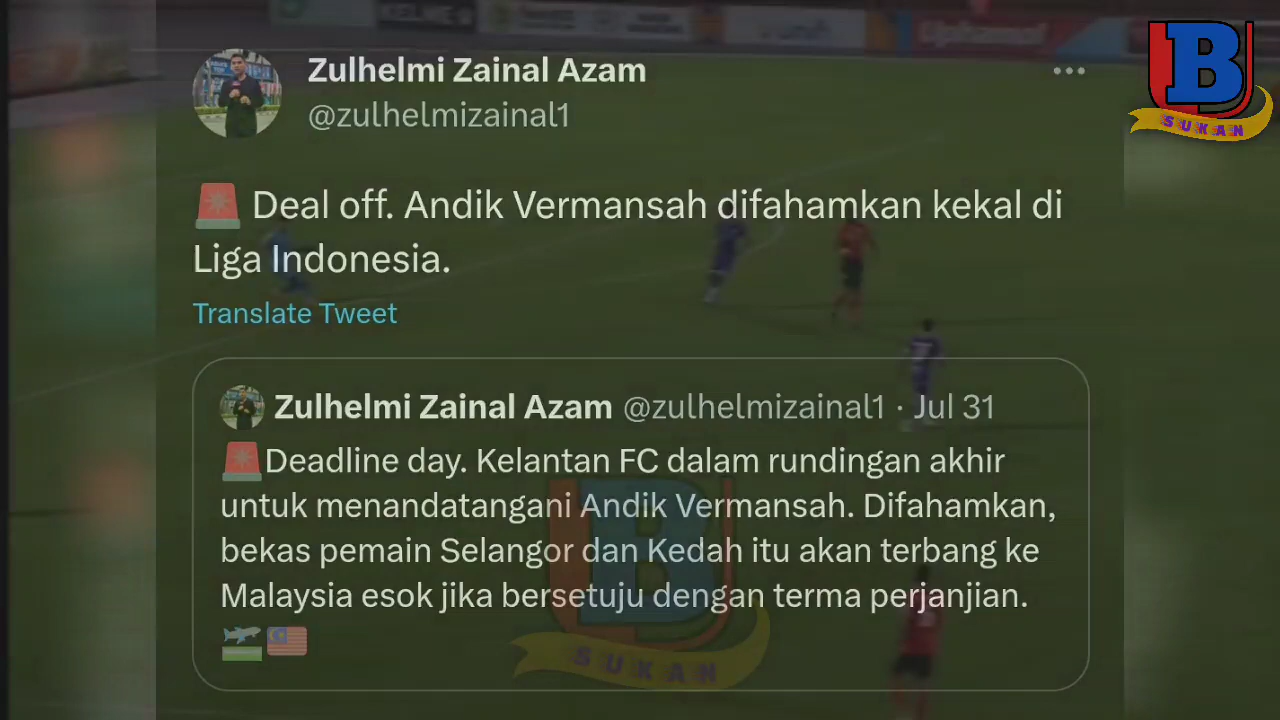 KELME
Zulhelmi Zainal Azam
@zulhelmizainal1
B
SUKAN
🚨 Deal off. Andik Vermansah difahamkan kekal di
Liga Indonesia.
Translate Tweet
Zulhelmi Zainal Azam @zulhelmizainal1 · Jul 31
🚨Deadline day. Kelantan FC dalam rundingan akhir
untuk menandatangani Andik Vermansah. Difahamkan,
bekas pemain Selangor dan Kedah itu akan terbang ke
Malaysia esok jika bersetuju dengan terma perjanjian.
🛫🇲🇾
SUKAN